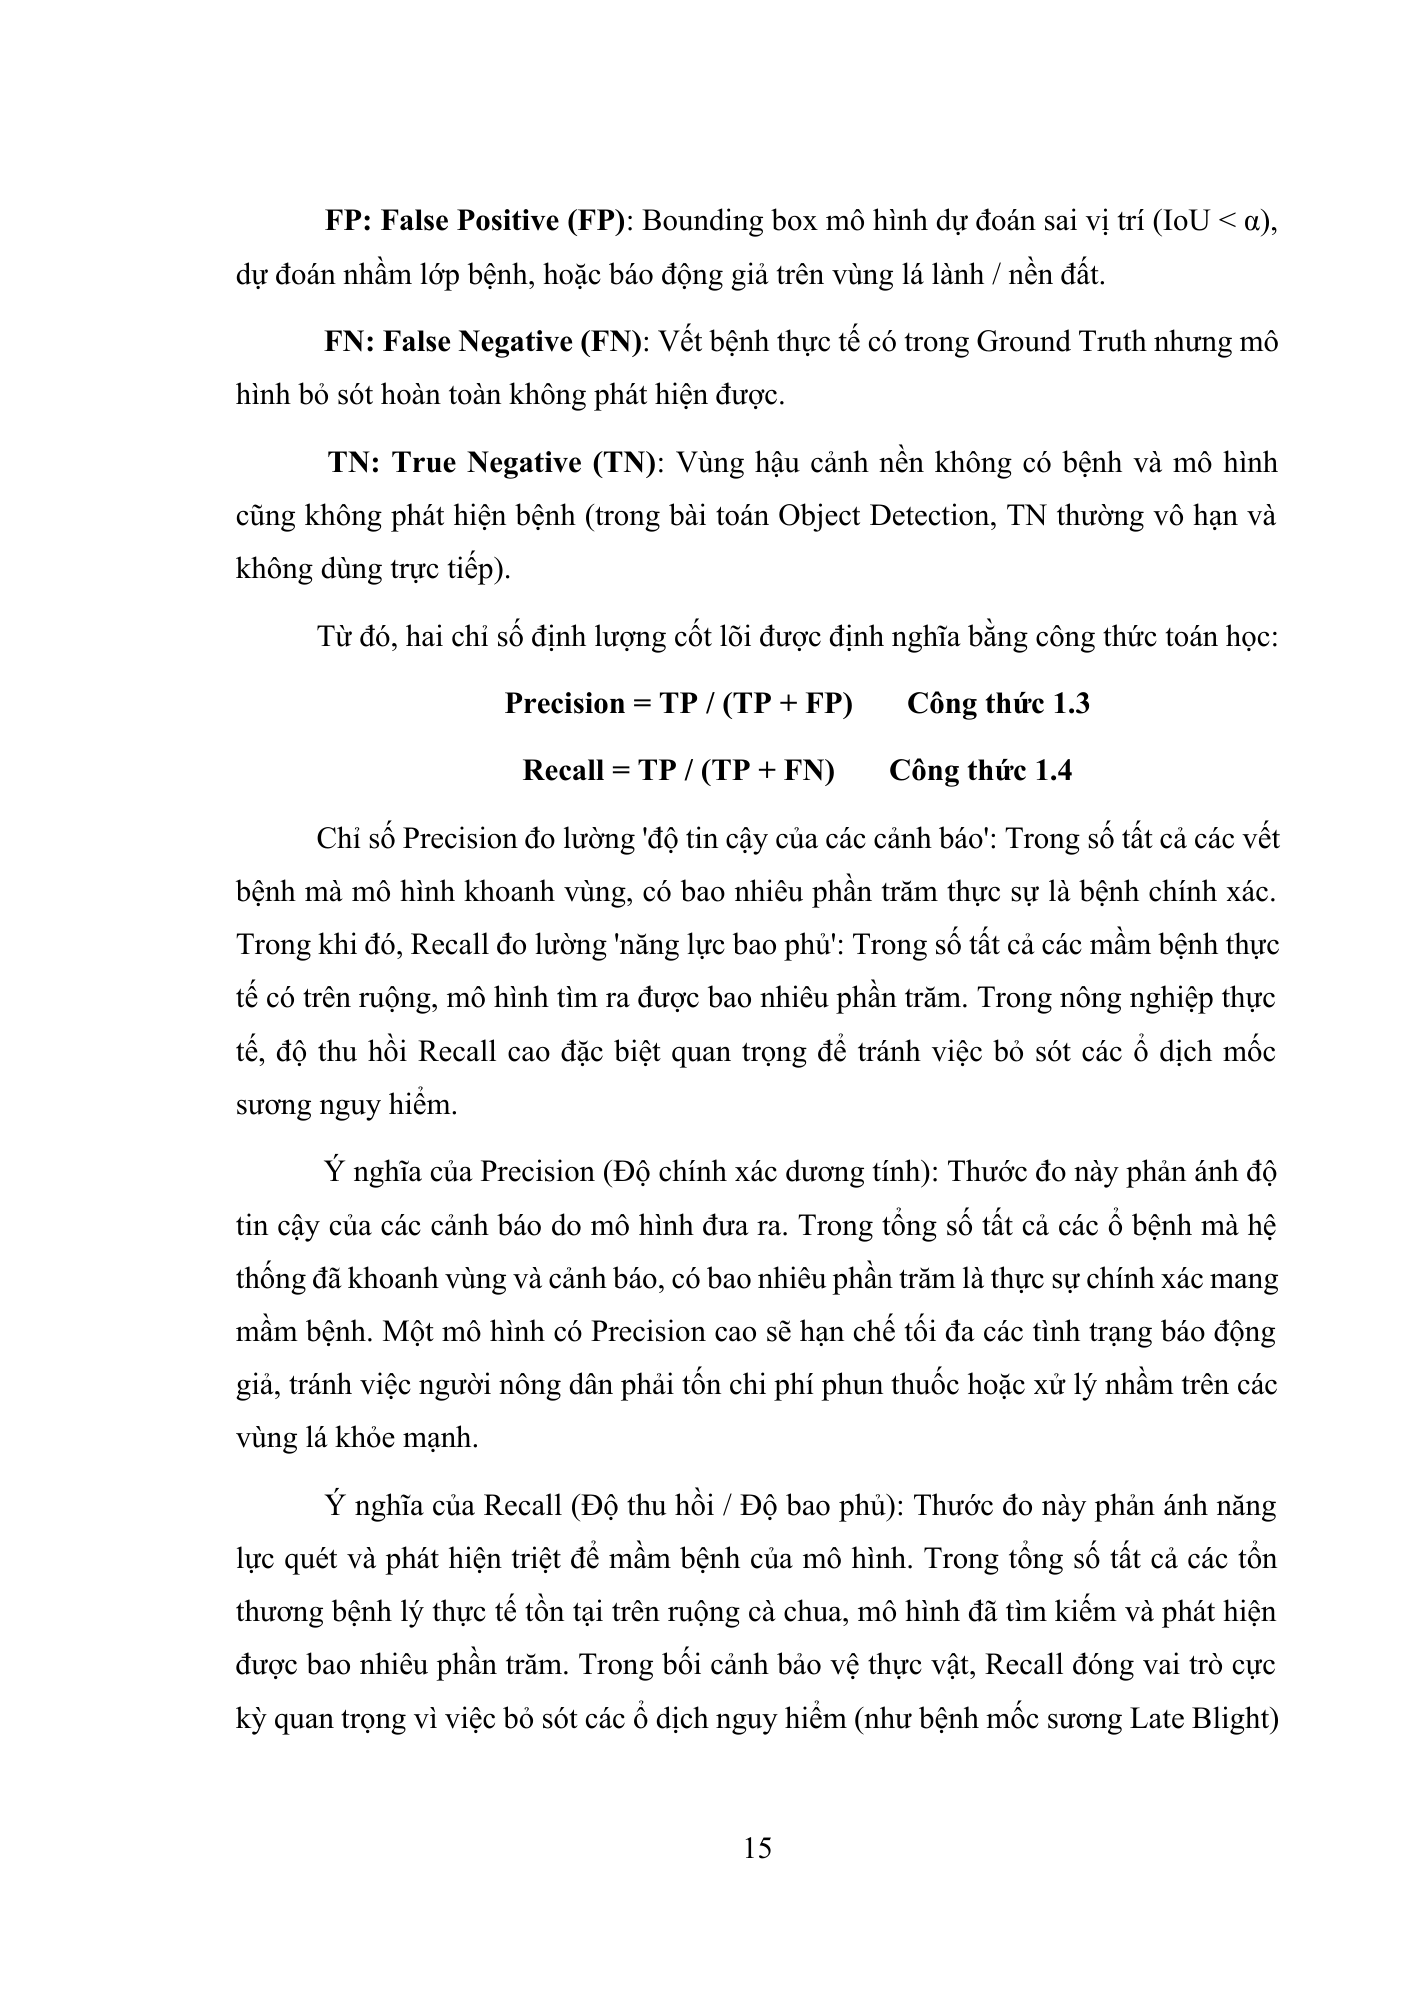 FP: False Positive (FP): Bounding box mô hình dự đoán sai vị trí (IoU < α),
dự đoán nhầm lớp bệnh, hoặc báo động giả trên vùng lá lành / nền đất.
FN: False Negative (FN): Vết bệnh thực tế có trong Ground Truth nhưng mô
hình bỏ sót hoàn toàn không phát hiện được.
TN: True Negative (TN): Vùng hậu cảnh nền không có bệnh và mô hình
cũng không phát hiện bệnh (trong bài toán Object Detection, TN thường vô hạn và
không dùng trực tiếp).
Từ đó, hai chỉ số định lượng cốt lõi được định nghĩa bằng công thức toán học:
Precision = TP / (TP + FP) Công thức 1.3
Recall = TP / (TP + FN) Công thức 1.4
Chỉ số Precision đo lường 'độ tin cậy của các cảnh báo': Trong số tất cả các vết
bệnh mà mô hình khoanh vùng, có bao nhiêu phần trăm thực sự là bệnh chính xác.
Trong khi đó, Recall đo lường 'năng lực bao phủ': Trong số tất cả các mầm bệnh thực
tế có trên ruộng, mô hình tìm ra được bao nhiêu phần trăm. Trong nông nghiệp thực
tế, độ thu hồi Recall cao đặc biệt quan trọng để tránh việc bỏ sót các ổ dịch mốc
sương nguy hiểm.
Ý nghĩa của Precision (Độ chính xác dương tính): Thước đo này phản ánh độ
tin cậy của các cảnh báo do mô hình đưa ra. Trong tổng số tất cả các ổ bệnh mà hệ
thống đã khoanh vùng và cảnh báo, có bao nhiêu phần trăm là thực sự chính xác mang
mầm bệnh. Một mô hình có Precision cao sẽ hạn chế tối đa các tình trạng báo động
giả, tránh việc người nông dân phải tốn chi phí phun thuốc hoặc xử lý nhầm trên các
vùng lá khỏe mạnh.
Ý nghĩa của Recall (Độ thu hồi / Độ bao phủ): Thước đo này phản ánh năng
lực quét và phát hiện triệt để mầm bệnh của mô hình. Trong tổng số tất cả các tổn
thương bệnh lý thực tế tồn tại trên ruộng cà chua, mô hình đã tìm kiếm và phát hiện
được bao nhiêu phần trăm. Trong bối cảnh bảo vệ thực vật, Recall đóng vai trò cực
kỳ quan trọng vì việc bỏ sót các ổ dịch nguy hiểm (như bệnh mốc sương Late Blight)
15